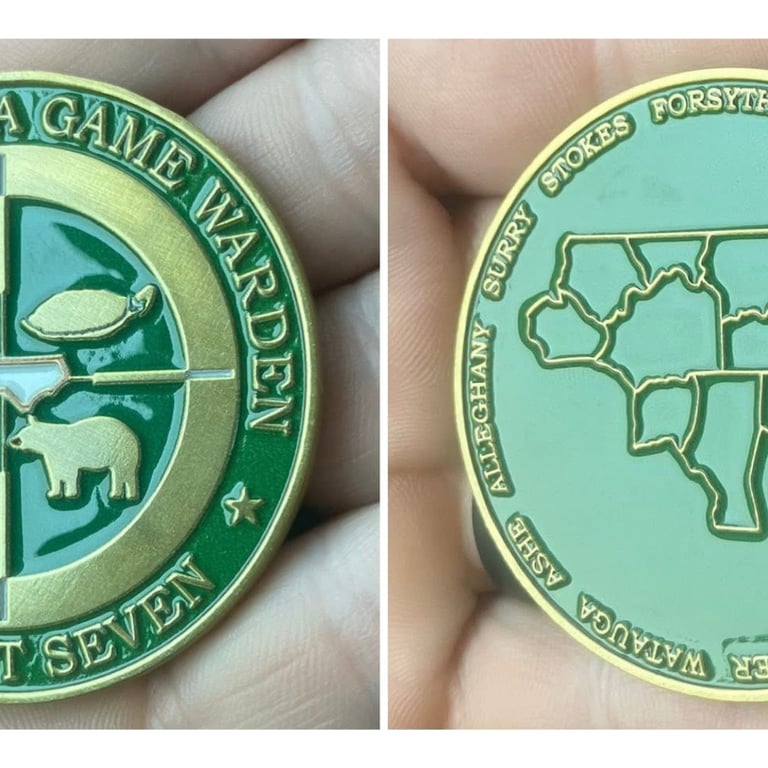 A GAME WARDEN
T SEVEN
WATAUGA ASHE ALLEGHANY SURRY STOKES FORSYTH
ER